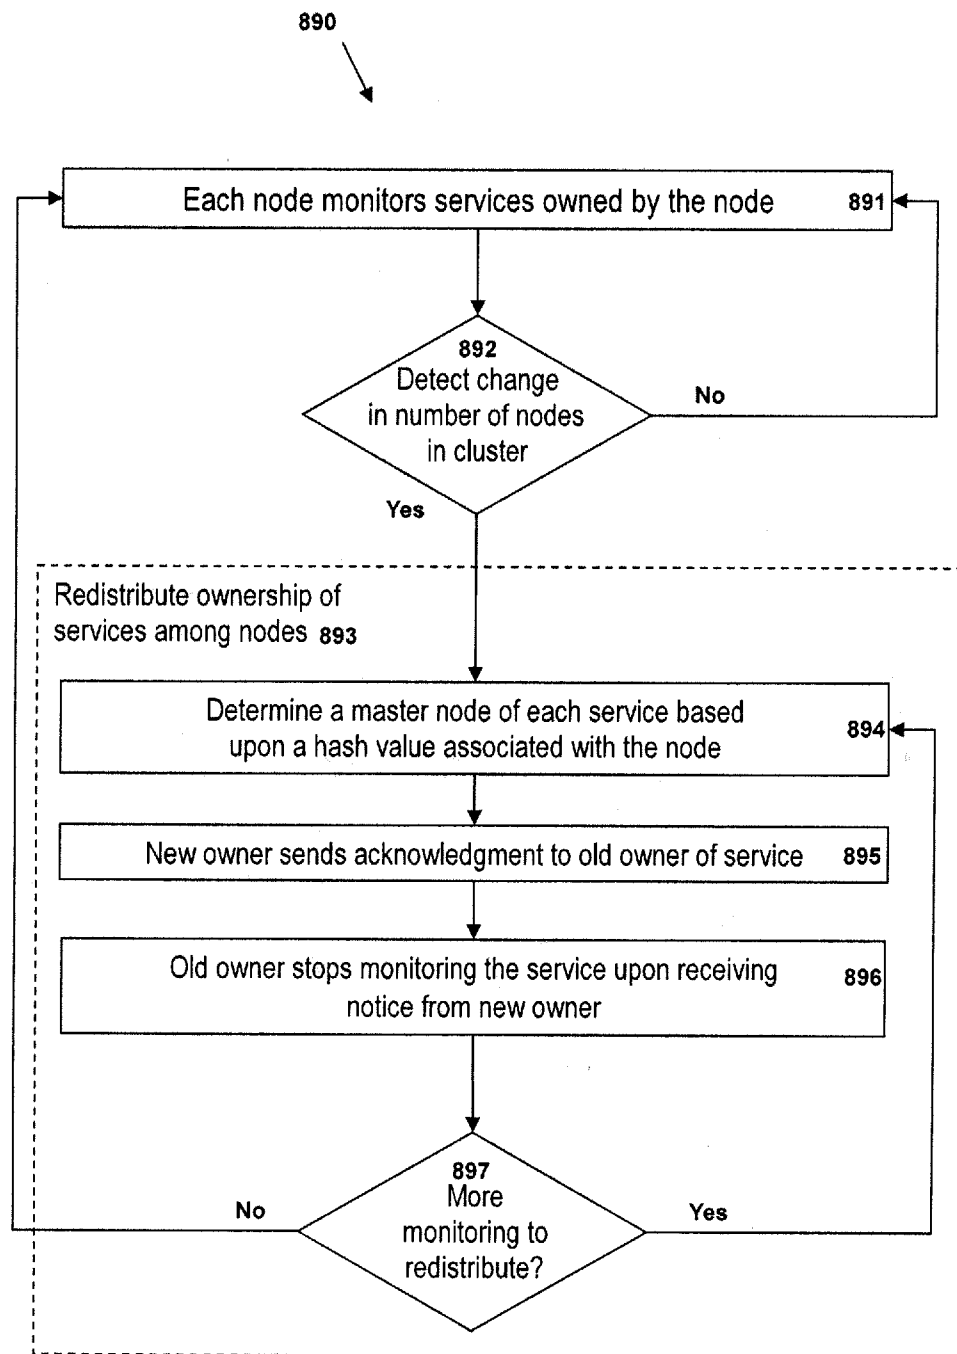 890
Each node monitors services owned by the node 891
892
Detect change
in number of nodes
in cluster
No
Yes
Redistribute ownership of
services among nodes 893
Determine a master node of each service based
upon a hash value associated with the node
894
New owner sends acknowledgment to old owner of service 895
Old owner stops monitoring the service upon receiving
notice from new owner
896
897
More
monitoring to
redistribute?
No
Yes